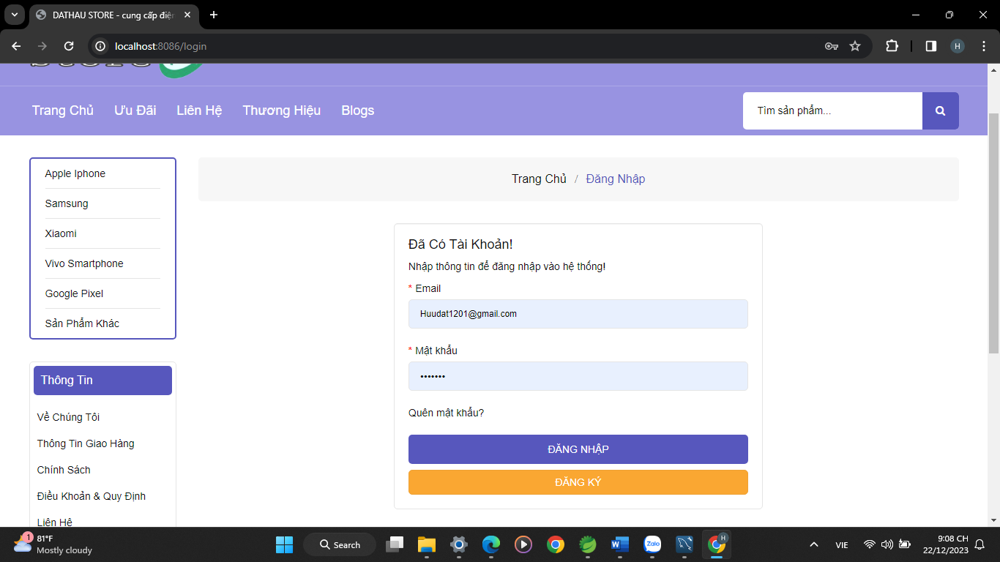 DATHAU STORE - cung cấp điện
localhost:8086/login
H
Trang Chủ
Ưu Đãi
Liên Hệ
Thương Hiệu
Blogs
Tìm sản phẩm...
Apple Iphone
Samsung
Xiaomi
Vivo Smartphone
Google Pixel
Sản Phẩm Khác
Thông Tin
Về Chúng Tôi
Thông Tin Giao Hàng
Chính Sách
Điều Khoản & Quy Định
Liên Hệ
Trang Chủ / Đăng Nhập
Đã Có Tài Khoản!
Nhập thông tin để đăng nhập vào hệ thống!
* Email
Huudat1201@gmail.com
* Mật khẩu
•••••••
Quên mật khẩu?
ĐĂNG NHẬP
ĐĂNG KÝ
1
81°F
Mostly cloudy
Search
Zalo
H
VIE
9:08 CH
22/12/2023